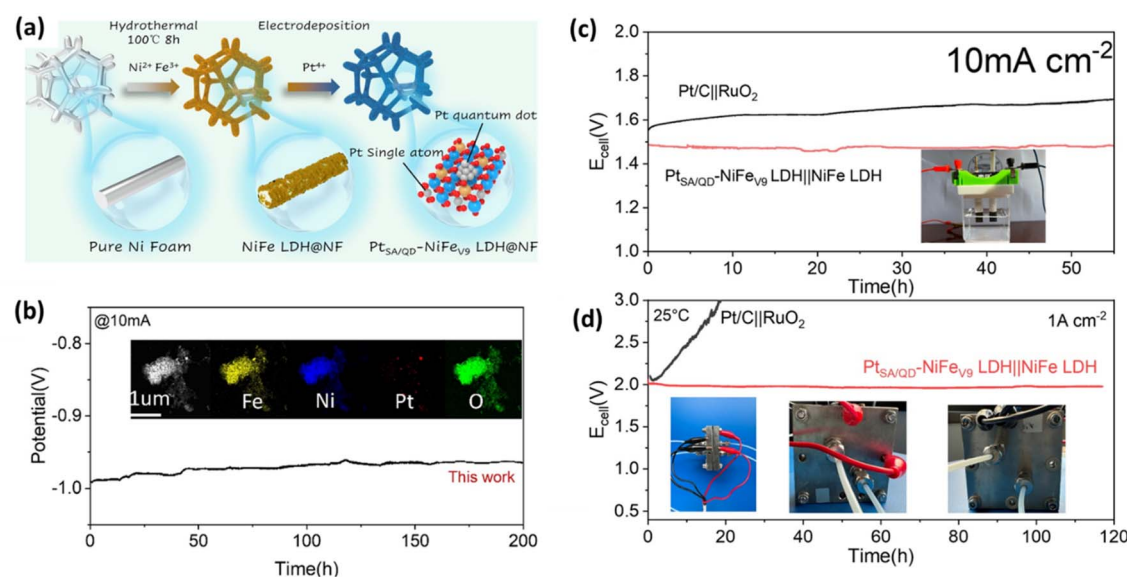 (a)
Hydrothermal
100℃ 8h
Electrodeposition
Ni²⁺ Fe³⁺
Pt⁴⁺
Pt quantum dot
Pt Single atom
Pure Ni Foam
NiFe LDH@NF
Pt_SA/QD-NiFe_V9 LDH@NF
(b)
@10mA
-0.8
-0.9
-1.0
Potential(V)
1um
Fe
Ni
Pt
O
This work
0 50 100 150 200
Time(h)
(c)
2.0
1.8
1.6
1.4
1.2
1.0
E_cell(V)
10mA cm⁻²
Pt/C||RuO₂
Pt_SA/QD-NiFe_V9 LDH||NiFe LDH
0 10 20 30 40 50
Time(h)
(d)
3.0
2.5
2.0
1.5
1.0
0.5
E_cell(V)
25°C
Pt/C||RuO₂
1A cm⁻²
Pt_SA/QD-NiFe_V9 LDH||NiFe LDH
0 20 40 60 80 100 120
Time(h)